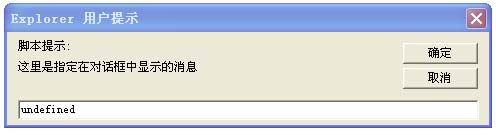 Explorer 用户提示
脚本提示:
这里是指定在对话框中显示的消息
确定
取消
undefined